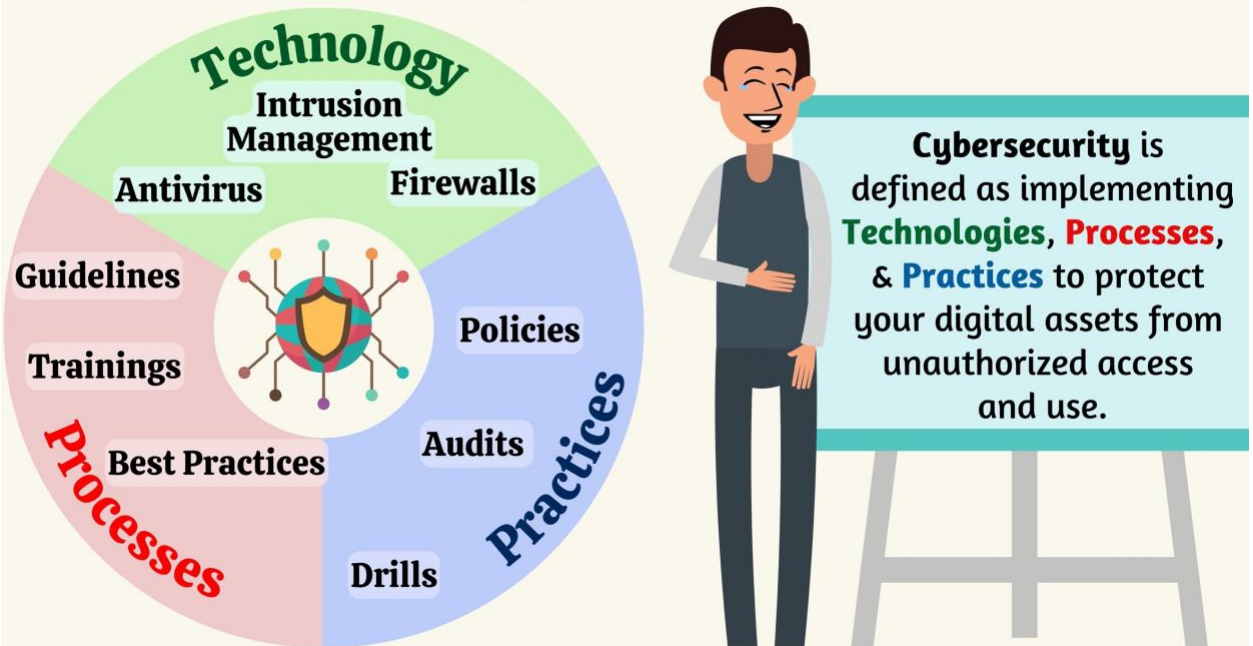 Technology
Intrusion
Management
Antivirus
Firewalls
Guidelines
Trainings
Best Practices
Processes
Policies
Audits
Drills
Practices
Cybersecurity is
defined as implementing
Technologies, Processes,
& Practices to protect
your digital assets from
unauthorized access
and use.